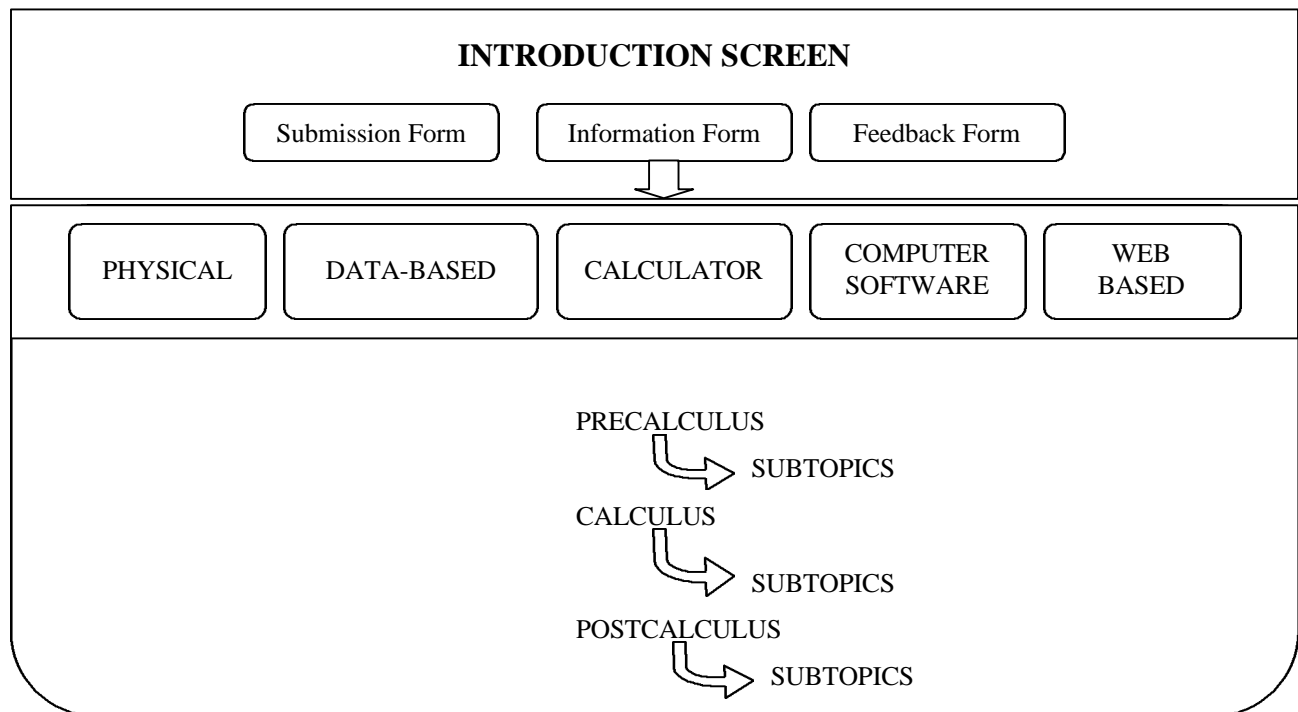 INTRODUCTION SCREEN
Submission Form
Information Form
Feedback Form
PHYSICAL
DATA-BASED
CALCULATOR
COMPUTER
SOFTWARE
WEB
BASED
PRECALCULUS
SUBTOPICS
CALCULUS
SUBTOPICS
POSTCALCULUS
SUBTOPICS